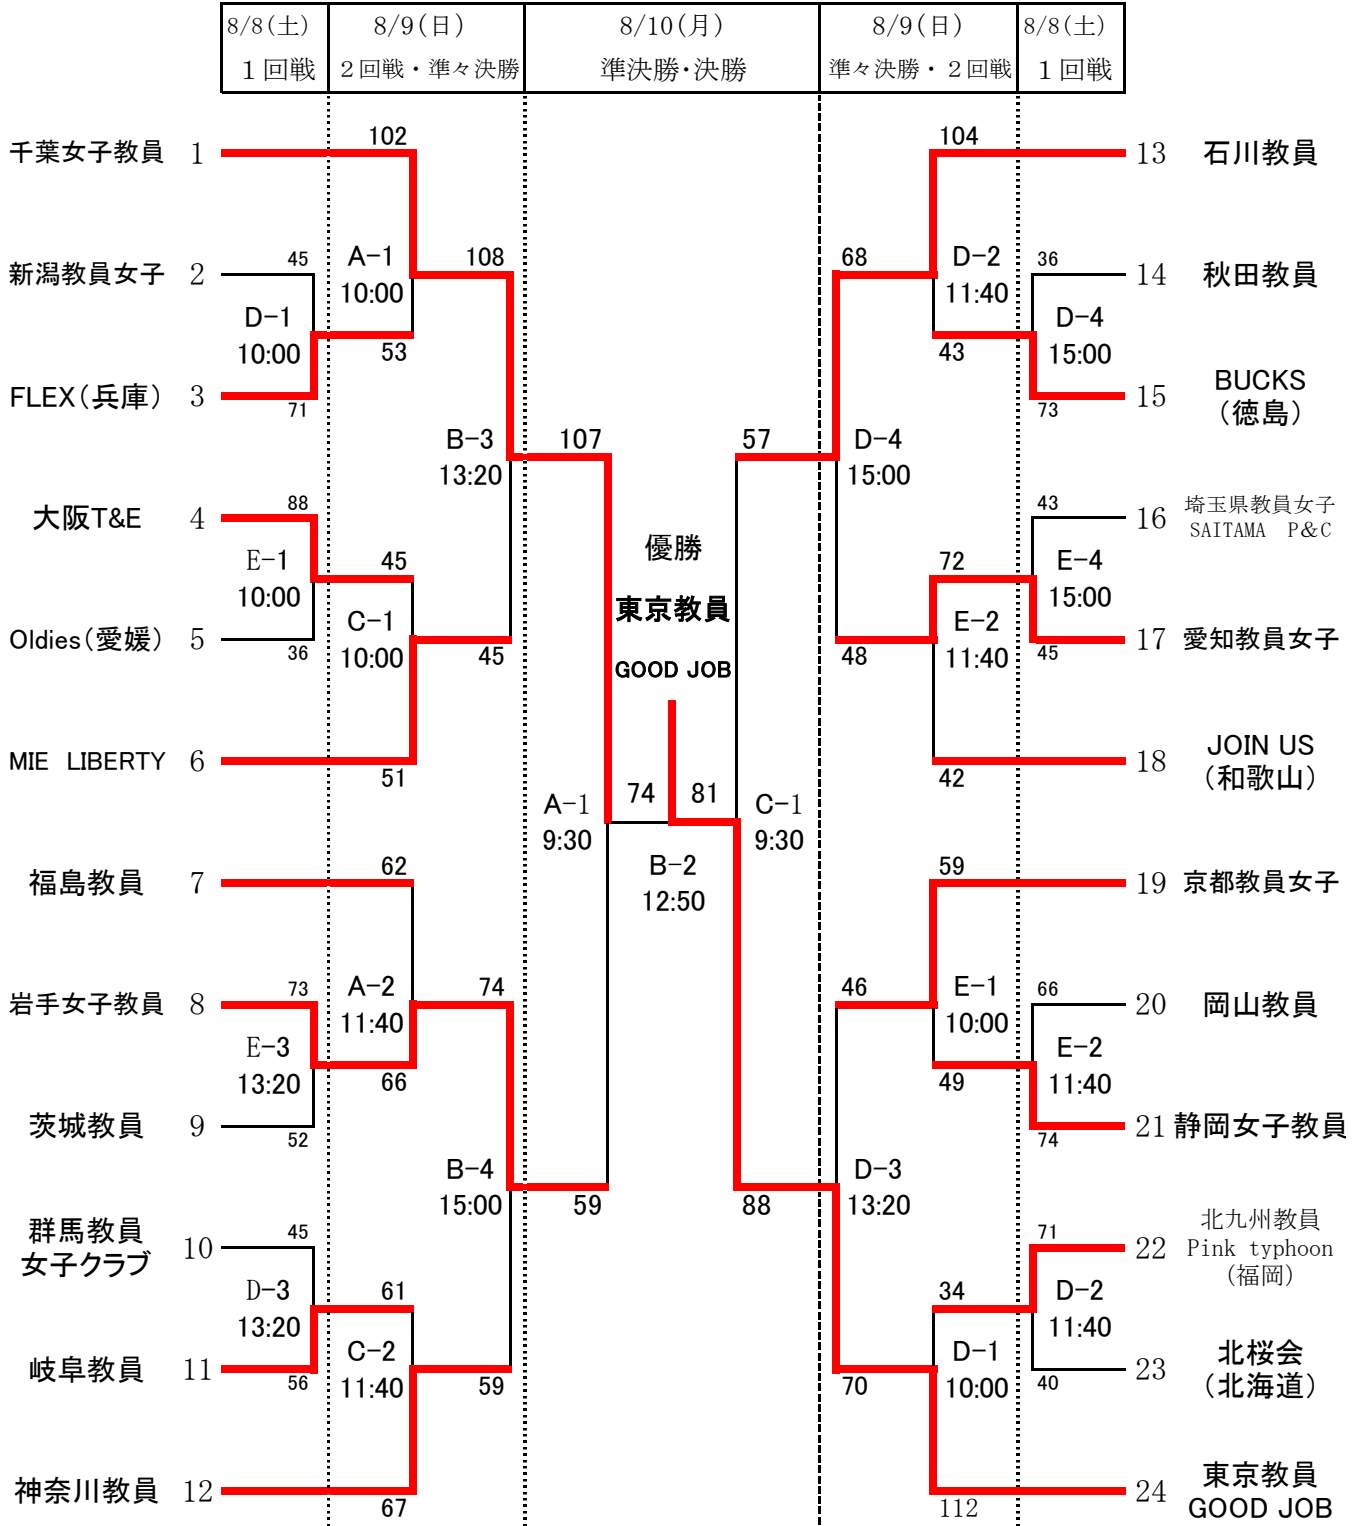 8/8(土) 8/9(日) 8/10(月) 8/9(日) 8/8(土)
1回戦 2回戦・準々決勝 準決勝・決勝 準々決勝・2回戦 1回戦
102 104
千葉女子教員 1 13 石川教員
45 A-1 108 68 D-2 36
新潟教員女子 2 14 秋田教員
10:00 11:40
D-1 D-4
10:00 53 43 15:00
FLEX(兵庫) 3 15 BUCKS
(徳島)
71 73
B-3 107 57 D-4
13:20 15:00
88 43
大阪T&E 4 16 埼玉県教員女子
SAITAMA P&C
優勝
E-1 45 72 E-4
10:00 15:00
東京教員
C-1 E-2
Oldies(愛媛) 5 17 愛知教員女子
36 10:00 45 48 11:40 45
GOOD JOB
MIE LIBERTY 6 18 JOIN US
(和歌山)
51 42
A-1 74 81 C-1
9:30 9:30
62 B-2 59
福島教員 7 19 京都教員女子
12:50
73 A-2 74 46 E-1 66
岩手女子教員 8 20 岡山教員
11:40 10:00
E-3 E-2
13:20 66 49 11:40
茨城教員 9 21 静岡女子教員
52 74
B-4 D-3
15:00 59 88 13:20
群馬教員
女子クラブ 10 45 71 22 北九州教員
Pink typhoon
(福岡)
D-3 61 34 D-2
13:20 11:40
C-2 D-1
岐阜教員 11 23 北桜会
(北海道)
56 11:40 59 70 10:00 40
神奈川教員 12 24 東京教員
GOOD JOB
67 112